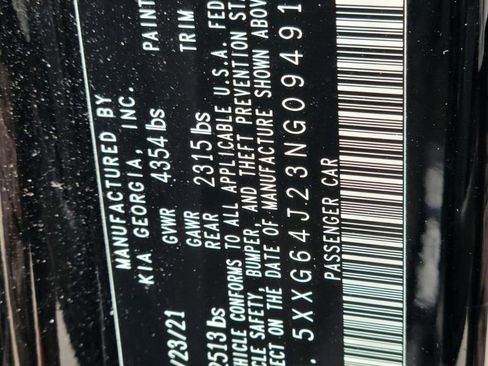 MANUFACTURED BY PAINT
KIA GEORGIA, INC. TRIM
/23/21 GVWR 4354 lbs
2513 lbs GAWR REAR 2315 lbs
VEHICLE CONFORMS TO ALL APPLICABLE U.S.A. FED
SAFETY, BUMPER, AND THEFT PREVENTION ST
ECT ON THE DATE OF MANUFACTURE SHOWN ABOV
5XXG64J23NG09491
PASSENGER CAR